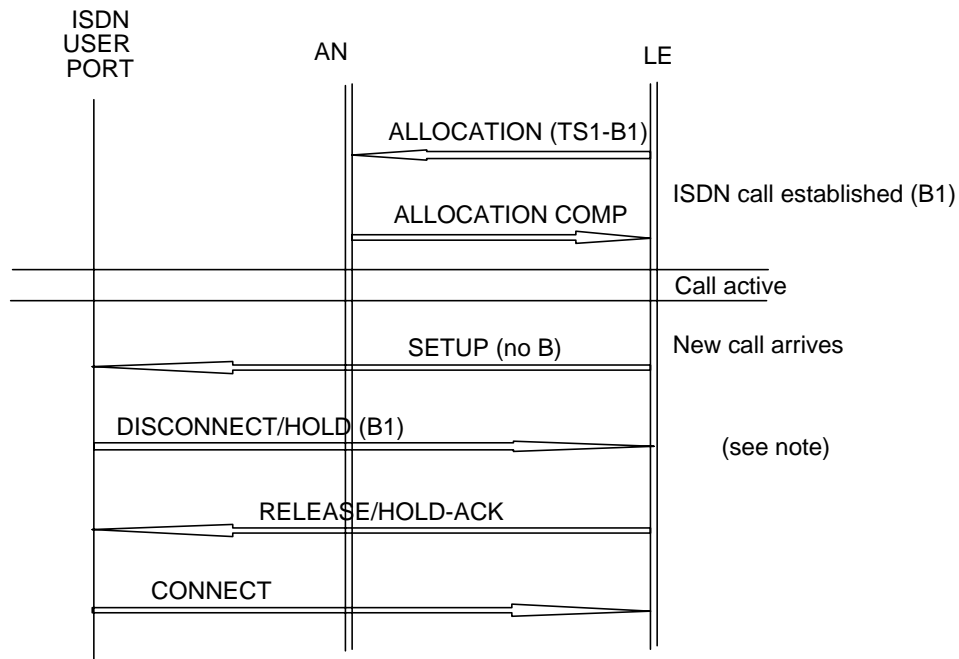 ISDN
USER
PORT
AN
LE
ALLOCATION (TS1-B1)
ISDN call established (B1)
ALLOCATION COMP
Call active
SETUP (no B)
New call arrives
DISCONNECT/HOLD (B1)
(see note)
RELEASE/HOLD-ACK
CONNECT